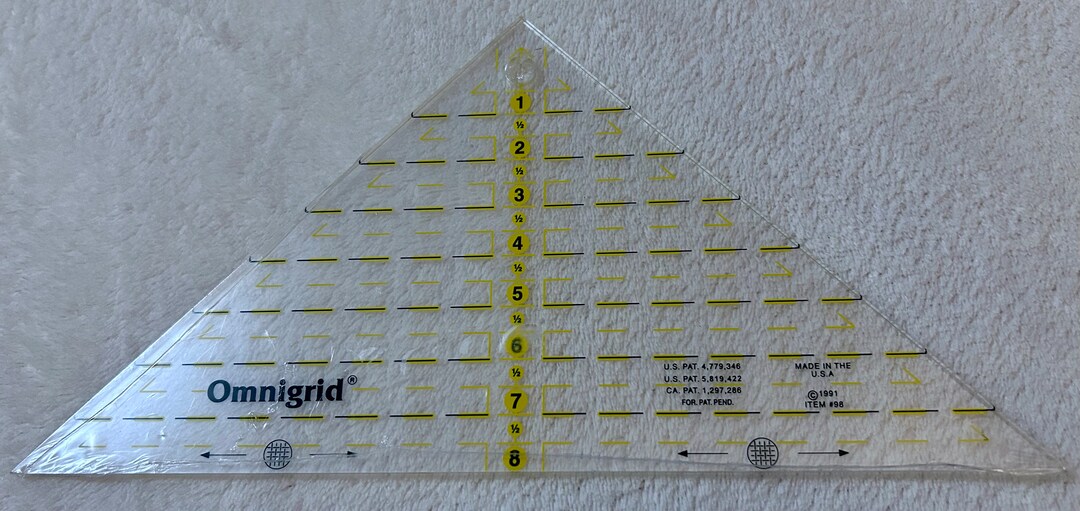 1
½
2
½
3
½
4
½
5
½
6
½
7
½
8
Omnigrid®
U.S. PAT. 4,779,346
U.S. PAT. 5,819,422
CA. PAT. 1,297,286
FOR. PAT. PEND.
MADE IN THE
U.S.A
©1991
ITEM #98